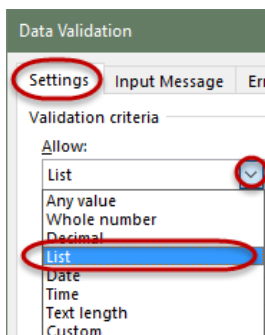 Data Validation
Settings Input Message Er
Validation criteria
Allow:
List
Any value
Whole number
Decimal
List
Date
Time
Text length
Custom